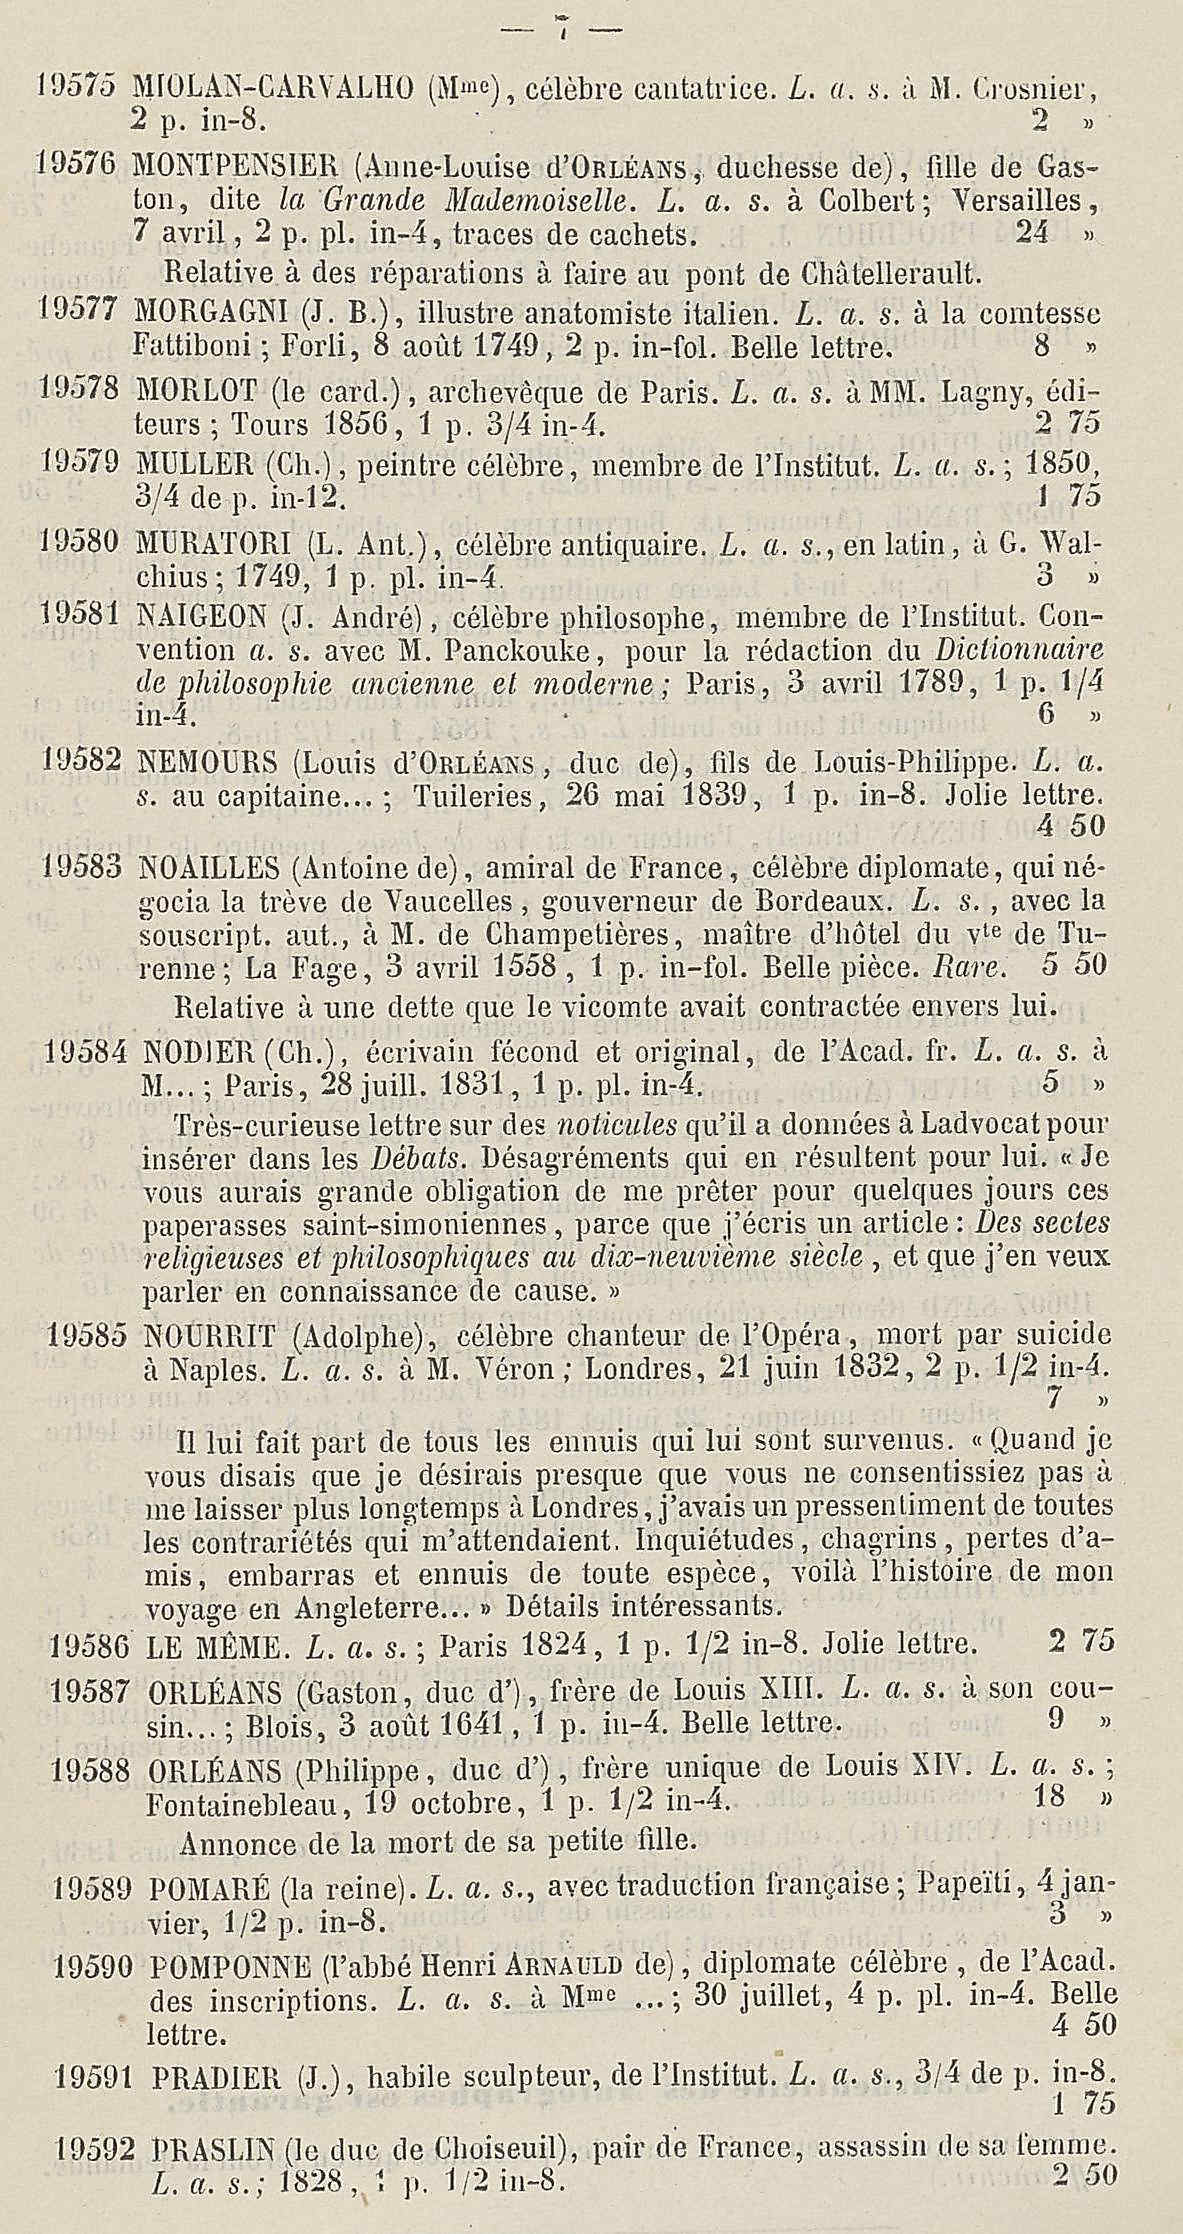 — 7 —
19575 MIOLAN-CARVALHO (Mme), célèbre cantatrice. L. a. s. à M. Crosnier,
2 p. in-8. 2 »
19576 MONTPENSIER (Anne-Louise d'ORLÉANS, duchesse de), fille de Gas-
ton, dite la Grande Mademoiselle. L. a. s. à Colbert; Versailles,
7 avril, 2 p. pl. in-4, traces de cachets. 24 »
Relative à des réparations à faire au pont de Châtellerault.
19577 MORGAGNI (J. B.), illustre anatomiste italien. L. a. s. à la comtesse
Fattiboni; Forli, 8 août 1749, 2 p. in-fol. Belle lettre. 8 »
19578 MORLOT (le card.), archevêque de Paris. L. a. s. à MM. Lagny, édi-
teurs; Tours 1856, 1 p. 3/4 in-4. 2 75
19579 MULLER (Ch.), peintre célèbre, membre de l'Institut. L. a. s.; 1850,
3/4 de p. in-12. 1 75
19580 MURATORI (L. Ant.), célèbre antiquaire. L. a. s., en latin, à G. Wal-
chius; 1749, 1 p. pl. in-4. 3 »
19581 NAIGEON (J. André), célèbre philosophe, membre de l'Institut. Con-
vention a. s. avec M. Panckouke, pour la rédaction du Dictionnaire
de philosophie ancienne et moderne; Paris, 3 avril 1789, 1 p. 1/4
in-4. 6 »
19582 NEMOURS (Louis d'ORLÉANS, duc de), fils de Louis-Philippe. L. a.
s. au capitaine...; Tuileries, 26 mai 1839, 1 p. in-8. Jolie lettre.
4 50
19583 NOAILLES (Antoine de), amiral de France, célèbre diplomate, qui né-
gocia la trève de Vaucelles, gouverneur de Bordeaux. L. s., avec la
souscript. aut., à M. de Champetières, maître d'hôtel du vte de Tu-
renne; La Fage, 3 avril 1558, 1 p. in-fol. Belle pièce. Rare. 5 50
Relative à une dette que le vicomte avait contractée envers lui.
19584 NODIER (Ch.), écrivain fécond et original, de l'Acad. fr. L. a. s. à
M...; Paris, 28 juill. 1831, 1 p. pl. in-4. 5 »
Très-curieuse lettre sur des noticules qu'il a données à Ladvocat pour
insérer dans les Débats. Désagréments qui en résultent pour lui. « Je
vous aurais grande obligation de me prêter pour quelques jours ces
paperasses saint-simoniennes, parce que j'écris un article: Des sectes
religieuses et philosophiques au dix-neuvième siècle, et que j'en veux
parler en connaissance de cause. »
19585 NOURRIT (Adolphe), célèbre chanteur de l'Opéra, mort par suicide
à Naples. L. a. s. à M. Véron; Londres, 21 juin 1832, 2 p. 1/2 in-4.
7 »
Il lui fait part de tous les ennuis qui lui sont survenus. « Quand je
vous disais que je désirais presque que vous ne consentissiez pas à
me laisser plus longtemps à Londres, j'avais un pressentiment de toutes
les contrariétés qui m'attendaient. Inquiétudes, chagrins, pertes d'a-
mis, embarras et ennuis de toute espèce, voilà l'histoire de mon
voyage en Angleterre... » Détails intéressants.
19586 LE MÊME. L. a. s.; Paris 1824, 1 p. 1/2 in-8. Jolie lettre. 2 75
19587 ORLÉANS (Gaston, duc d'), frère de Louis XIII. L. a. s. à son cou-
sin...; Blois, 3 août 1641, 1 p. in-4. Belle lettre. 9 »
19588 ORLÉANS (Philippe, duc d'), frère unique de Louis XIV. L. a. s.;
Fontainebleau, 19 octobre, 1 p. 1/2 in-4. 18 »
Annonce de la mort de sa petite fille.
19589 POMARÉ (la reine). L. a. s., avec traduction française; Papeïti, 4 jan-
vier, 1/2 p. in-8. 3 »
19590 POMPONNE (l'abbé Henri ARNAULD de), diplomate célèbre, de l'Acad.
des inscriptions. L. a. s. à Mme ...; 30 juillet, 4 p. pl. in-4. Belle
lettre. 4 50
19591 PRADIER (J.), habile sculpteur, de l'Institut. L. a. s., 3/4 de p. in-8.
1 75
19592 PRASLIN (le duc de Choiseuil), pair de France, assassin de sa femme.
L. a. s.; 1828, 1 p. 1/2 in-8. 2 50